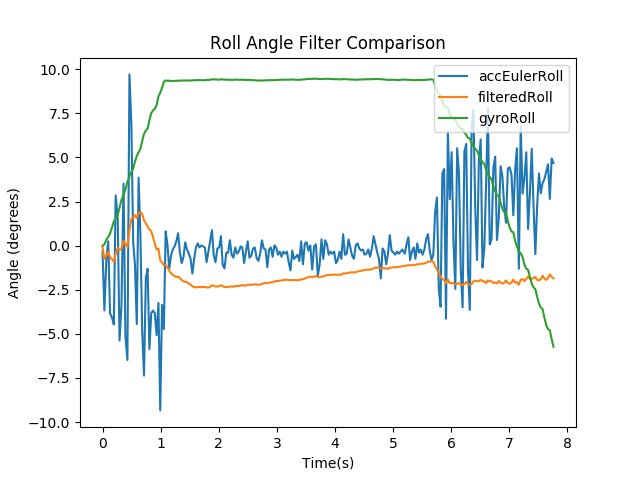 Roll Angle Filter Comparison
accEulerRoll
filteredRoll
gyroRoll
10.0
7.5
5.0
2.5
0.0
−2.5
−5.0
−7.5
−10.0
Angle (degrees)
0 1 2 3 4 5 6 7 8
Time(s)